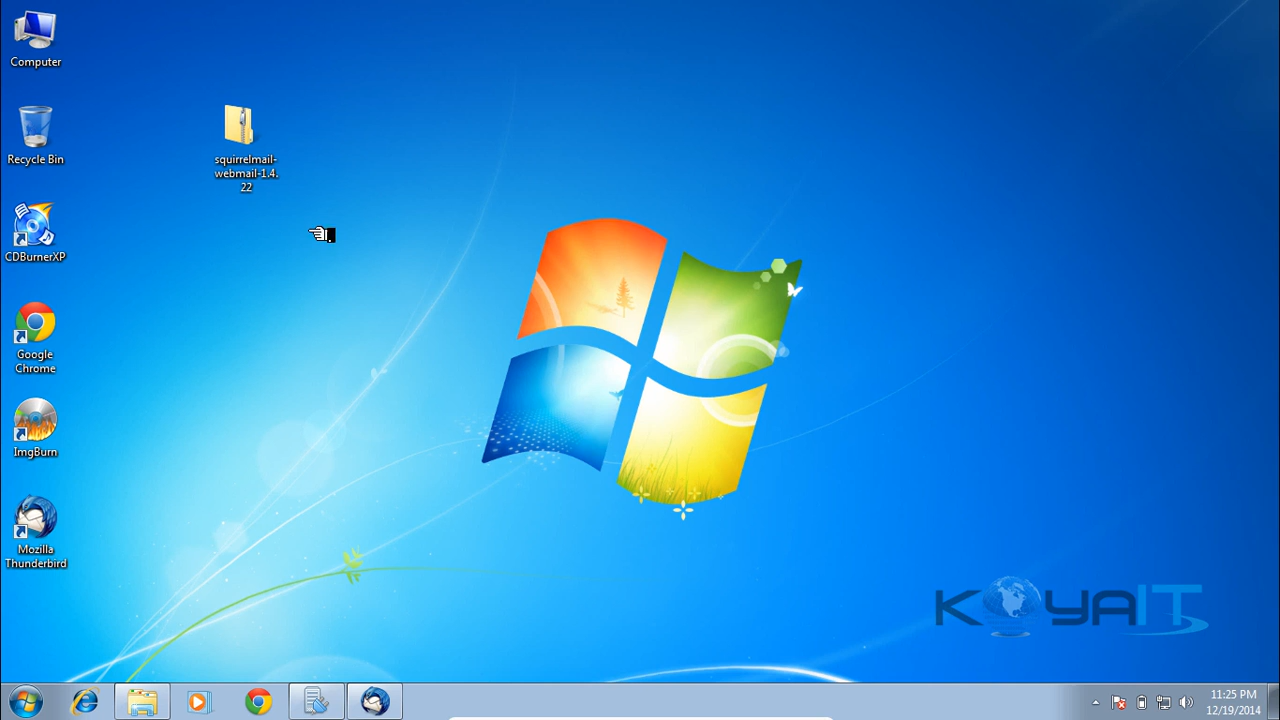 Computer
Recycle Bin
squirrelmail-
webmail-1.4.
22
CDBurnerXP
Google
Chrome
ImgBurn
Mozilla
Thunderbird
KOYAIT
11:25 PM
12/19/2014